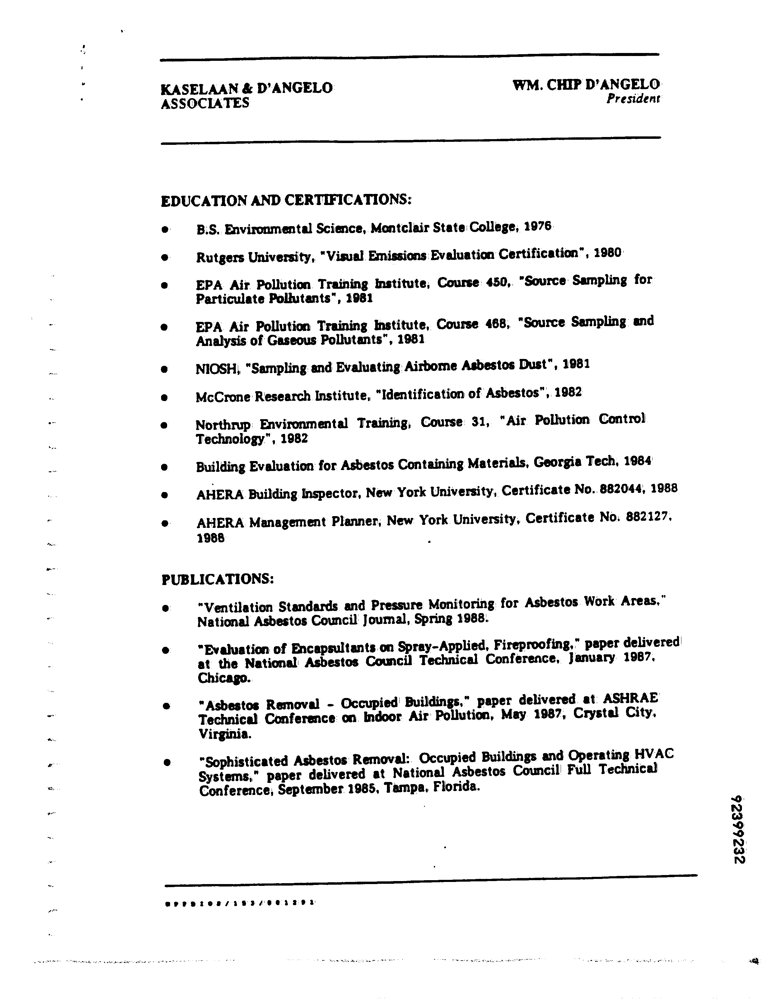 KASELAAN & D'ANGELO
ASSOCIATES
WM. CHIP D'ANGELO
President
EDUCATION AND CERTIFICATIONS:
• B.S. Environmental Science, Montclair State College, 1976
• Rutgers University, "Visual Emissions Evaluation Certification", 1980
• EPA Air Pollution Training Institute, Course 450, "Source Sampling for
Particulate Pollutants", 1981
• EPA Air Pollution Training Institute, Course 468, "Source Sampling and
Analysis of Gaseous Pollutants", 1981
• NIOSH, "Sampling and Evaluating Airborne Asbestos Dust", 1981
• McCrone Research Institute, "Identification of Asbestos", 1982
• Northrup Environmental Training, Course 31, "Air Pollution Control
Technology", 1982
• Building Evaluation for Asbestos Containing Materials, Georgia Tech, 1984
• AHERA Building Inspector, New York University, Certificate No. 882044, 1988
• AHERA Management Planner, New York University, Certificate No. 882127,
1988
PUBLICATIONS:
• "Ventilation Standards and Pressure Monitoring for Asbestos Work Areas,"
National Asbestos Council Journal, Spring 1988.
• "Evaluation of Encapsultants on Spray-Applied, Fireproofing," paper delivered
at the National Asbestos Council Technical Conference, January 1987,
Chicago.
• "Asbestos Removal - Occupied Buildings," paper delivered at ASHRAE
Technical Conference on Indoor Air Pollution, May 1987, Crystal City,
Virginia.
• "Sophisticated Asbestos Removal: Occupied Buildings and Operating HVAC
Systems," paper delivered at National Asbestos Council Full Technical
Conference, September 1985, Tampa, Florida.
92399232